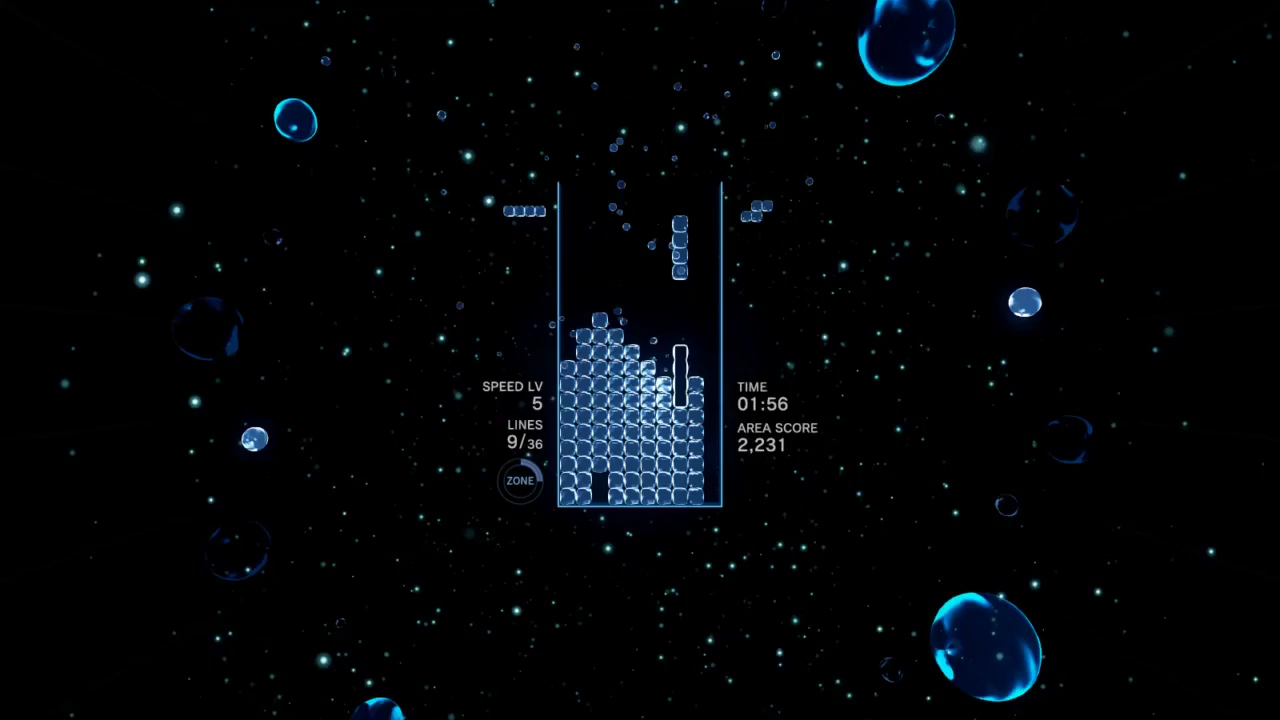 SPEED LV
5
LINES
9/36
ZONE
TIME
01:56
AREA SCORE
2,231